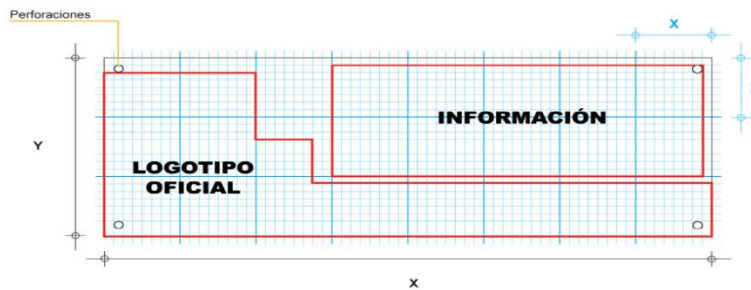 Perforaciones
X
INFORMACIÓN
Y
LOGOTIPO
OFICIAL
X